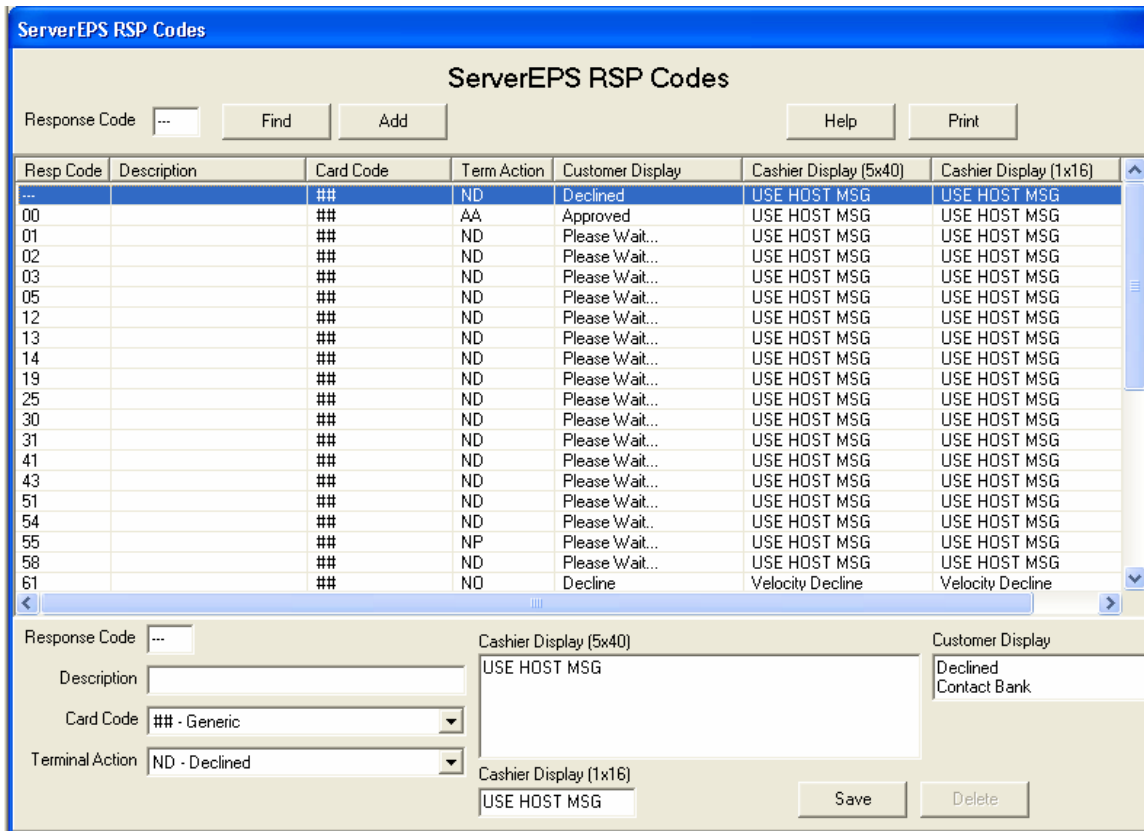 ServerEPS RSP Codes
ServerEPS RSP Codes
Response Code --- Find Add Help Print
Resp Code Description Card Code Term Action Customer Display Cashier Display (5x40) Cashier Display (1x16)
--- ## ND Declined USE HOST MSG USE HOST MSG
00 ## AA Approved USE HOST MSG USE HOST MSG
01 ## ND Please Wait... USE HOST MSG USE HOST MSG
02 ## ND Please Wait... USE HOST MSG USE HOST MSG
03 ## ND Please Wait... USE HOST MSG USE HOST MSG
05 ## ND Please Wait... USE HOST MSG USE HOST MSG
12 ## ND Please Wait... USE HOST MSG USE HOST MSG
13 ## ND Please Wait... USE HOST MSG USE HOST MSG
14 ## ND Please Wait... USE HOST MSG USE HOST MSG
19 ## ND Please Wait... USE HOST MSG USE HOST MSG
25 ## ND Please Wait... USE HOST MSG USE HOST MSG
30 ## ND Please Wait... USE HOST MSG USE HOST MSG
31 ## ND Please Wait... USE HOST MSG USE HOST MSG
41 ## ND Please Wait... USE HOST MSG USE HOST MSG
43 ## ND Please Wait... USE HOST MSG USE HOST MSG
51 ## ND Please Wait... USE HOST MSG USE HOST MSG
54 ## ND Please Wait.. USE HOST MSG USE HOST MSG
55 ## NP Please Wait... USE HOST MSG USE HOST MSG
58 ## ND Please Wait... USE HOST MSG USE HOST MSG
61 ## NO Decline Velocity Decline Velocity Decline
Response Code ---
Description
Card Code ## - Generic
Terminal Action ND - Declined
Cashier Display (5x40)
USE HOST MSG
Cashier Display (1x16)
USE HOST MSG
Customer Display
Declined
Contact Bank
Save Delete